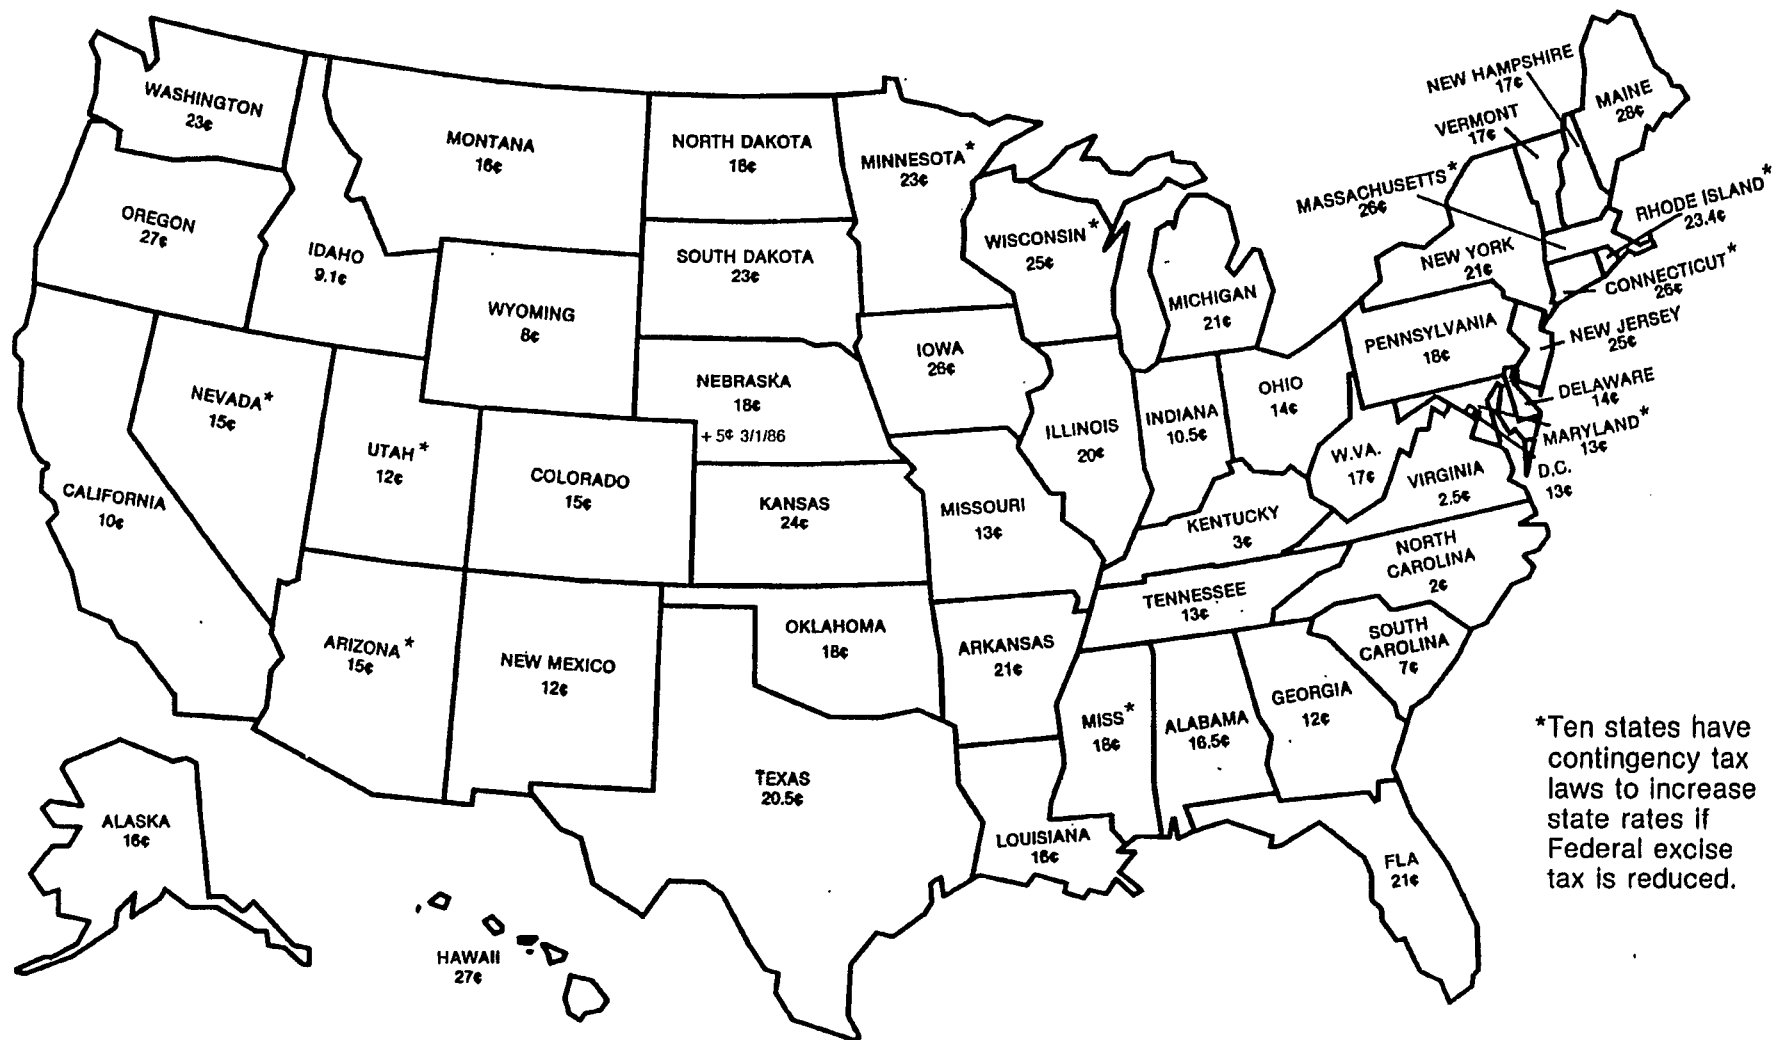 WASHINGTON
23¢
OREGON
27¢
CALIFORNIA
10¢
NEVADA*
15¢
IDAHO
9.1¢
MONTANA
16¢
WYOMING
8¢
UTAH*
12¢
COLORADO
15¢
ARIZONA*
15¢
NEW MEXICO
12¢
NORTH DAKOTA
18¢
SOUTH DAKOTA
23¢
NEBRASKA
18¢
+ 5¢ 3/1/86
KANSAS
24¢
OKLAHOMA
18¢
TEXAS
20.5¢
MINNESOTA*
23¢
IOWA
26¢
MISSOURI
13¢
ARKANSAS
21¢
LOUISIANA
16¢
WISCONSIN*
25¢
ILLINOIS
20¢
MICHIGAN
21¢
INDIANA
10.5¢
OHIO
14¢
KENTUCKY
3¢
TENNESSEE
13¢
MISS*
18¢
ALABAMA
16.5¢
GEORGIA
12¢
FLA
21¢
SOUTH
CAROLINA
7¢
NORTH
CAROLINA
2¢
VIRGINIA
2.5¢
W.VA.
17¢
PENNSYLVANIA
18¢
NEW YORK
21¢
NEW HAMPSHIRE
17¢
VERMONT
17¢
MAINE
28¢
MASSACHUSETTS*
26¢
RHODE ISLAND*
23.4¢
CONNECTICUT*
26¢
NEW JERSEY
25¢
DELAWARE
14¢
MARYLAND*
13¢
D.C.
13¢
ALASKA
16¢
HAWAII
27¢
*Ten states have
contingency tax
laws to increase
state rates if
Federal excise
tax is reduced.